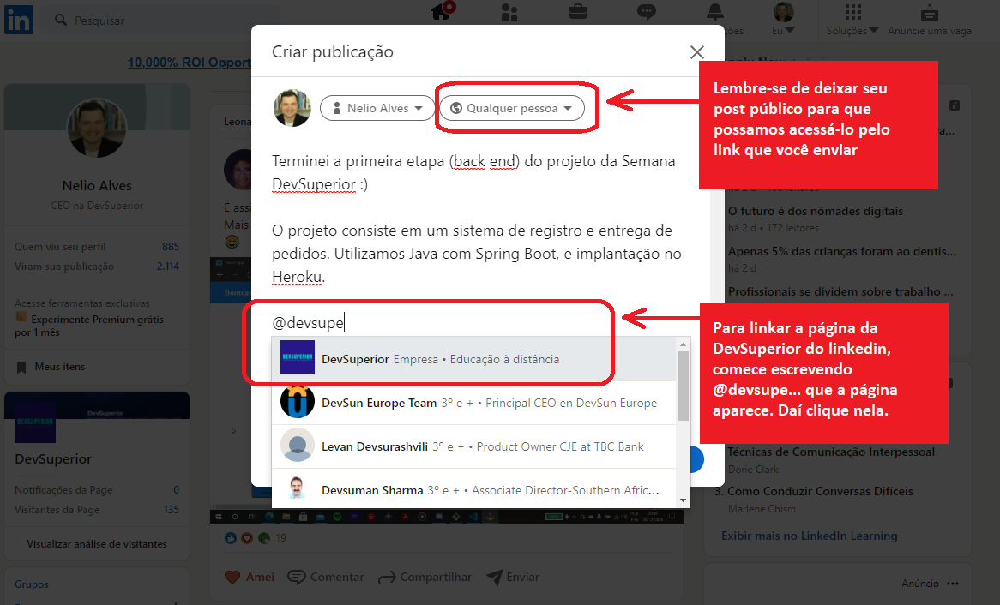 in
Pesquisar
Eu
Soluções
Anuncie uma vaga
10,000% ROI Opport
Nelio Alves
CEO na DevSuperior
Quem viu seu perfil 885
Viram sua publicação 2.114
Acesse ferramentas exclusivas
Experimente Premium grátis
por 1 mês
Meus itens
DEVSUPERIOR
DevSuperior
DevSuperior
Notificações da Page 0
Visitantes da Page 135
Visualizar análise de visitantes
Grupos
Leona
E assi
Mais
Criar publicação
Nelio Alves
Qualquer pessoa
Terminei a primeira etapa (back end) do projeto da Semana
DevSuperior :)
O projeto consiste em um sistema de registro e entrega de
pedidos. Utilizamos Java com Spring Boot, e implantação no
Heroku.
@devsupe
DEVSUPERIOR
DevSuperior Empresa • Educação à distância
DevSun Europe Team 3º e + • Principal CEO en DevSun Europe
Levan Devsurashvili 3º e + • Product Owner CJE at TBC Bank
Devsuman Sharma 3º e + • Associate Director-Southern Afric...
19
Amei
Comentar
Compartilhar
Enviar
Lembre-se de deixar seu
post público para que
possamos acessá-lo pelo
link que você enviar
O futuro é dos nômades digitais
há 2 d • 172 leitores
Apenas 5% das crianças foram ao dentis...
há 2 d
Profissionais se dividem sobre trabalho ...
Para linkar a página da
DevSuperior do linkedin,
comece escrevendo
@devsupe... que a página
aparece. Daí clique nela.
Técnicas de Comunicação Interpessoal
Dorie Clark
3. Como Conduzir Conversas Difíceis
Marlene Chism
Exibir mais no LinkedIn Learning
Anúncio •••